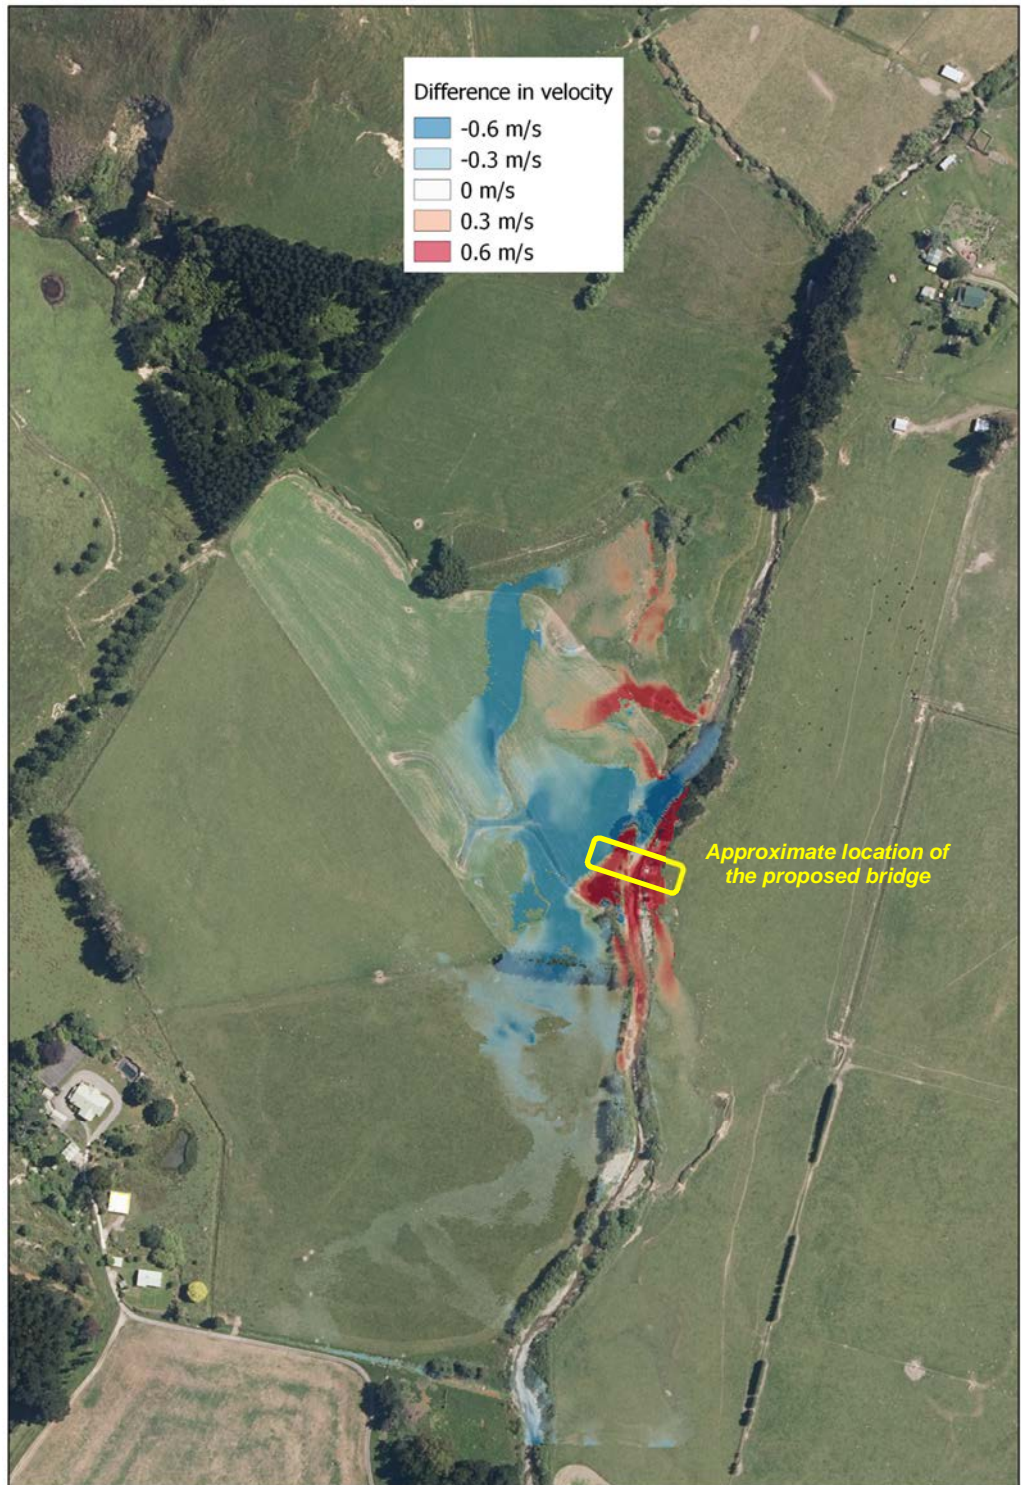 Difference in velocity
-0.6 m/s
-0.3 m/s
0 m/s
0.3 m/s
0.6 m/s
Approximate location of
the proposed bridge